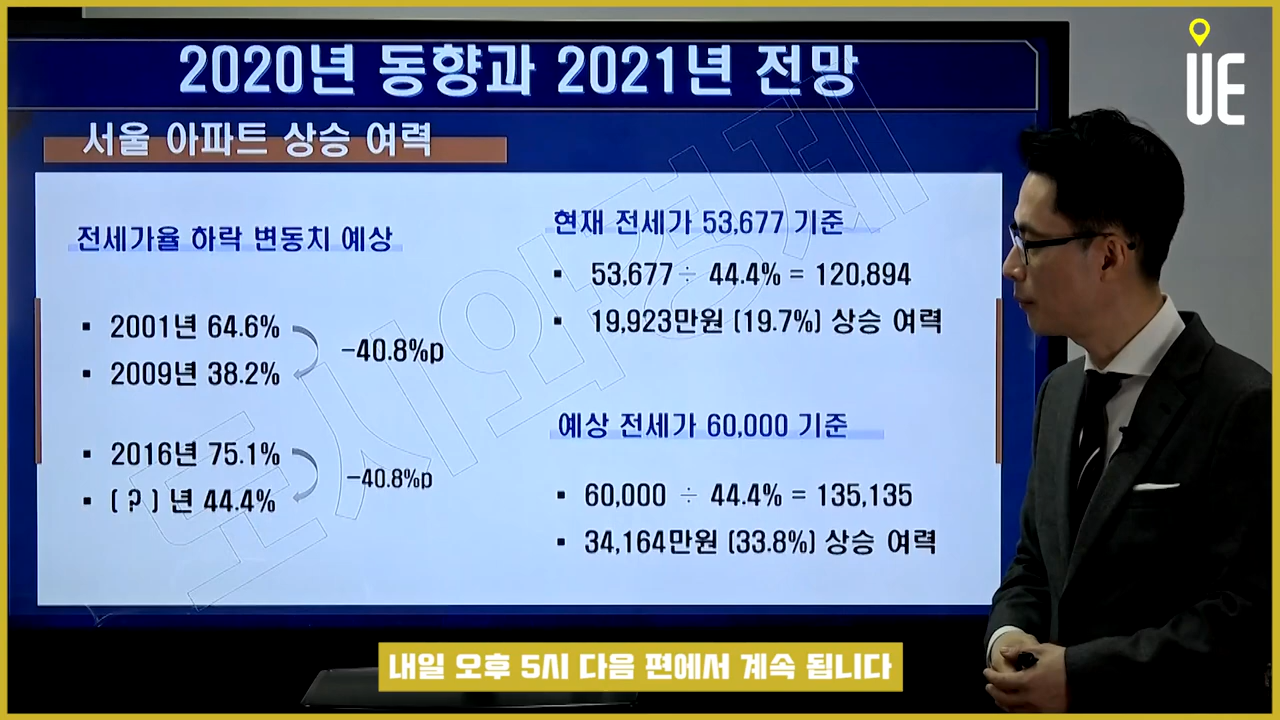 2020년 동향과 2021년 전망
UE
서울 아파트 상승 여력
전세가율 하락 변동치 예상
▪ 2001년 64.6%
▪ 2009년 38.2%
-40.8%p
▪ 2016년 75.1%
▪ ( ? ) 년 44.4%
-40.8%p
현재 전세가 53,677 기준
▪ 53,677 ÷ 44.4% = 120,894
▪ 19,923만원 (19.7%) 상승 여력
예상 전세가 60,000 기준
▪ 60,000 ÷ 44.4% = 135,135
▪ 34,164만원 (33.8%) 상승 여력
도시와경제
내일 오후 5시 다음 편에서 계속 됩니다